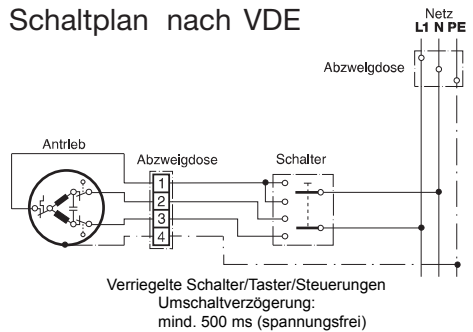 Schaltplan nach VDE
Netz
L1 N PE
Abzweigdose
Antrieb
Abzweigdose
Schalter
1
2
3
4
Verriegelte Schalter/Taster/Steuerungen
Umschaltverzögerung:
mind. 500 ms (spannungsfrei)